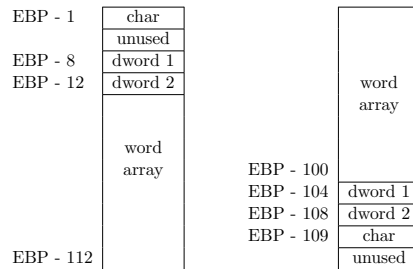 EBP - 1 char
unused
EBP - 8 dword 1
EBP - 12 dword 2
word
array
EBP - 112
word
array
EBP - 100
EBP - 104 dword 1
EBP - 108 dword 2
EBP - 109 char
unused